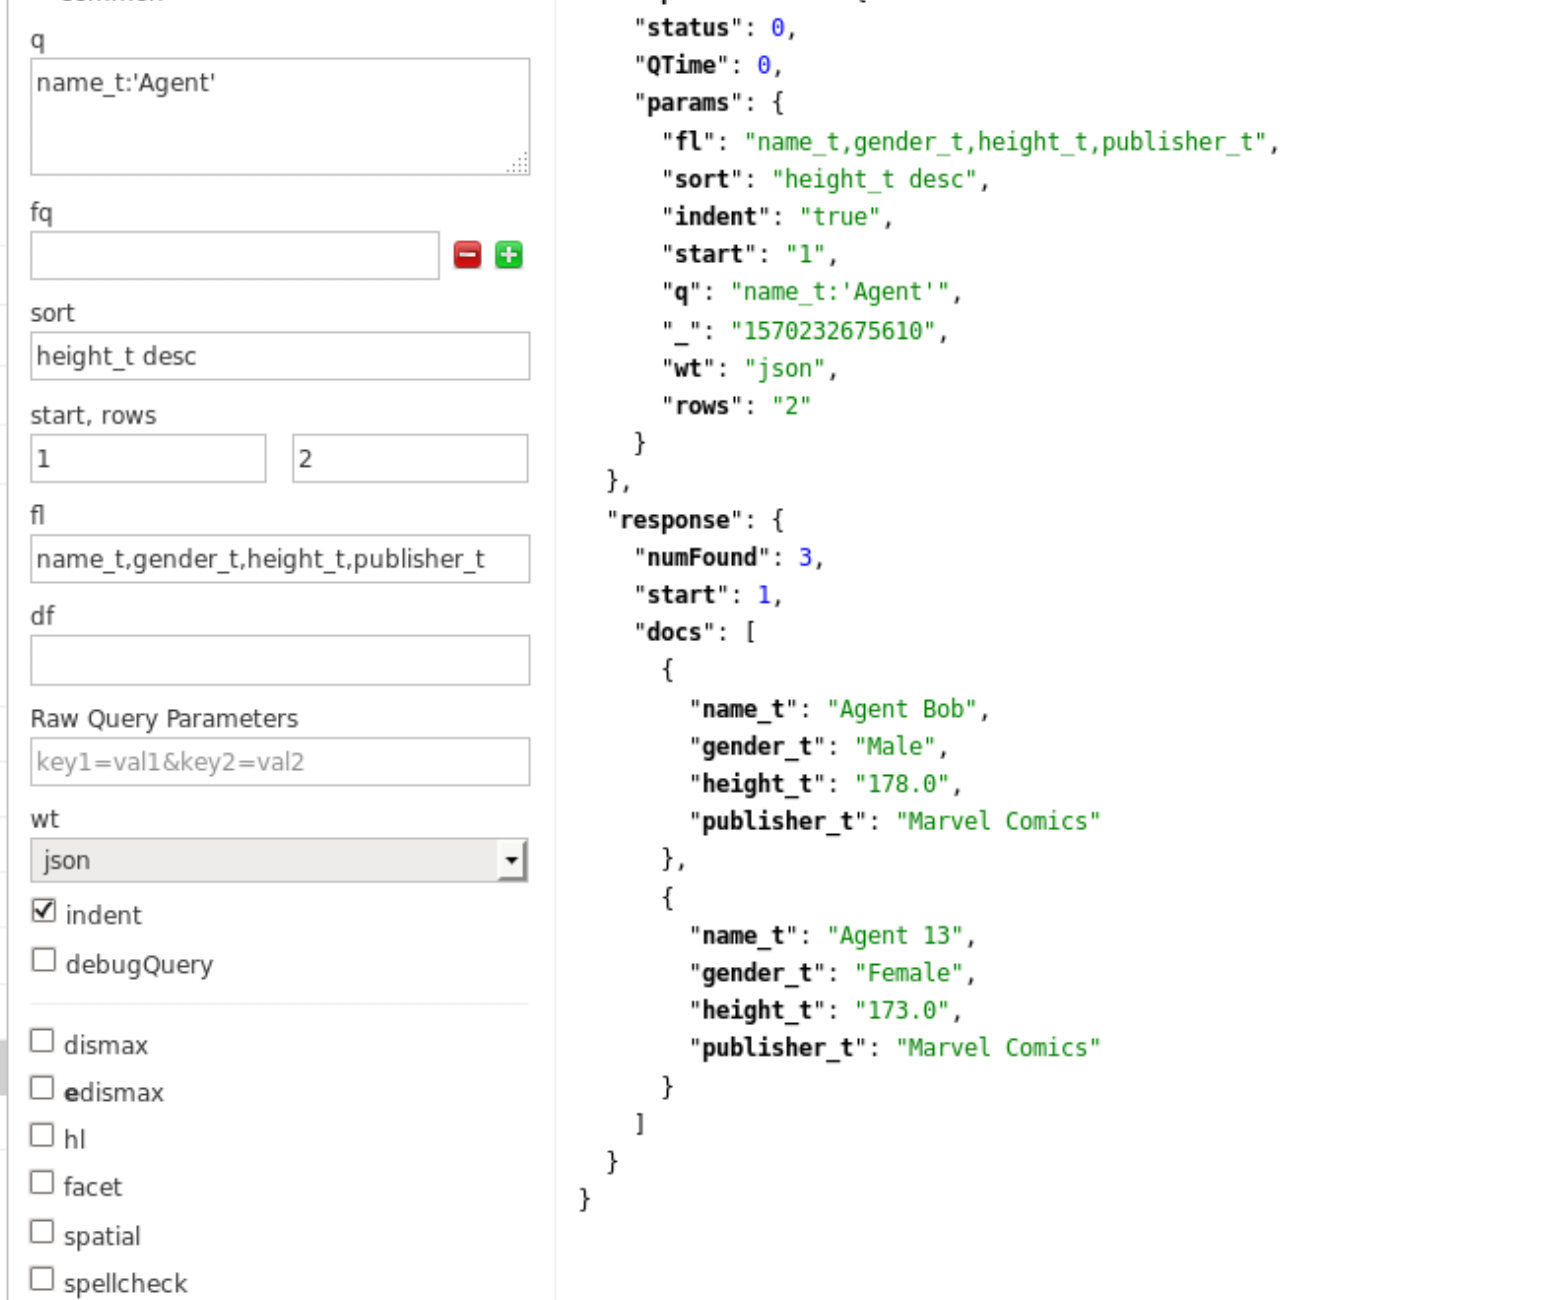 q
name_t:'Agent'
fq
sort
height_t desc
start, rows
1 2
fl
name_t,gender_t,height_t,publisher_t
df
Raw Query Parameters
key1=val1&key2=val2
wt
json
indent
debugQuery
dismax
edismax
hl
facet
spatial
spellcheck
"status": 0,
"QTime": 0,
"params": {
"fl": "name_t,gender_t,height_t,publisher_t",
"sort": "height_t desc",
"indent": "true",
"start": "1",
"q": "name_t:'Agent'",
"_": "1570232675610",
"wt": "json",
"rows": "2"
}
},
"response": {
"numFound": 3,
"start": 1,
"docs": [
{
"name_t": "Agent Bob",
"gender_t": "Male",
"height_t": "178.0",
"publisher_t": "Marvel Comics"
},
{
"name_t": "Agent 13",
"gender_t": "Female",
"height_t": "173.0",
"publisher_t": "Marvel Comics"
}
]
}
}